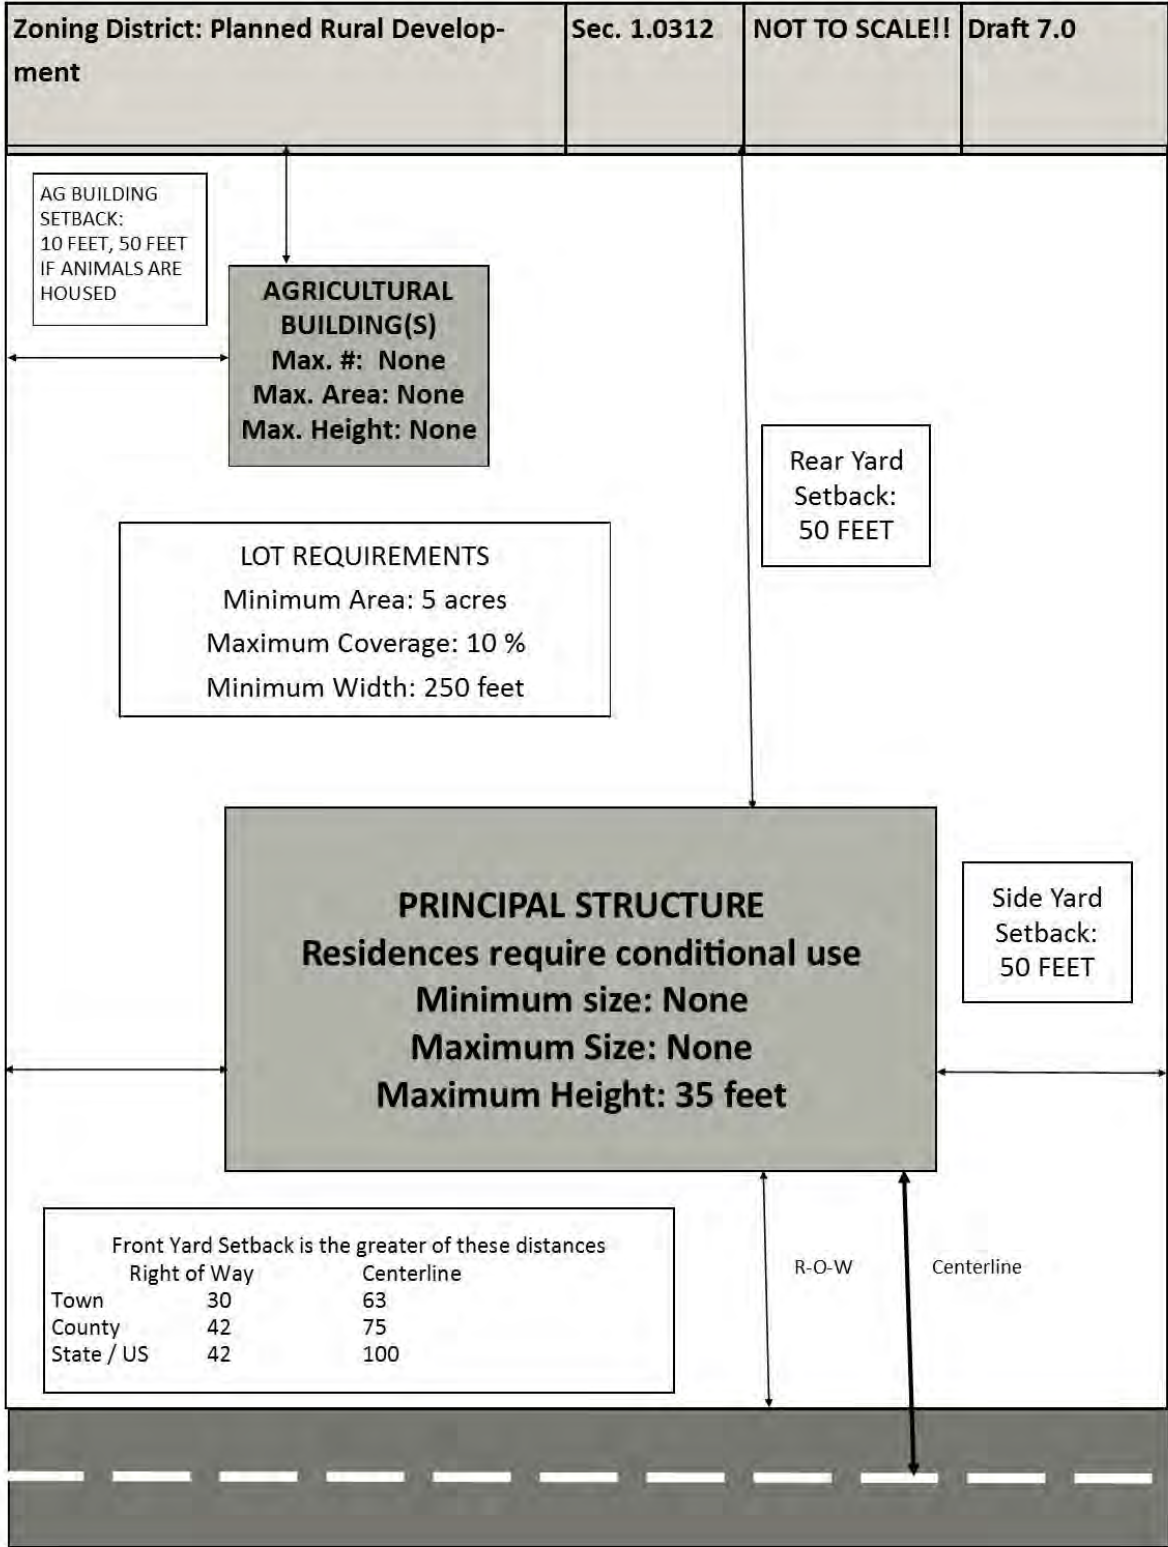 Zoning District: Planned Rural Develop-
ment
Sec. 1.0312
NOT TO SCALE!!
Draft 7.0
AG BUILDING
SETBACK:
10 FEET, 50 FEET
IF ANIMALS ARE
HOUSED
AGRICULTURAL
BUILDING(S)
Max. #: None
Max. Area: None
Max. Height: None
Rear Yard
Setback:
50 FEET
LOT REQUIREMENTS
Minimum Area: 5 acres
Maximum Coverage: 10 %
Minimum Width: 250 feet
PRINCIPAL STRUCTURE
Residences require conditional use
Minimum size: None
Maximum Size: None
Maximum Height: 35 feet
Side Yard
Setback:
50 FEET
Front Yard Setback is the greater of these distances
Right of Way Centerline
Town 30 63
County 42 75
State / US 42 100
R-O-W
Centerline